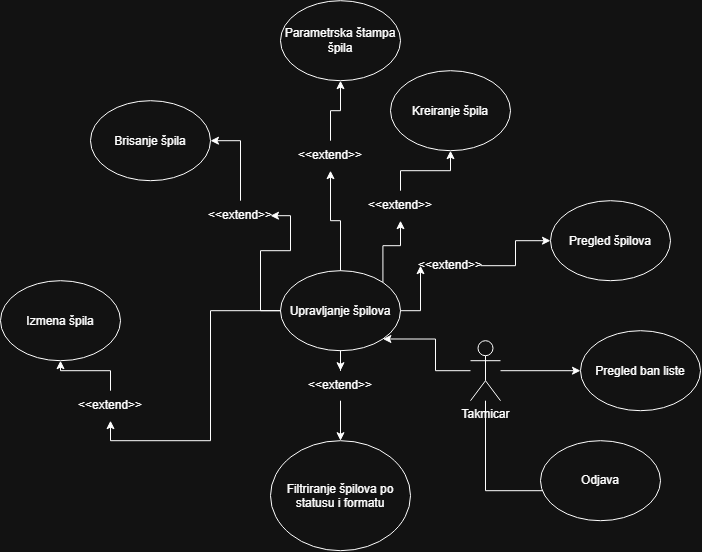 Parametrska štampa
špila
Kreiranje špila
Brisanje špila
<<extend>>
<<extend>>
<<extend>>
Pregled špilova
<<extend>>
Upravljanje špilova
Izmena špila
Pregled ban liste
<<extend>>
<<extend>>
Takmicar
Odjava
Filtriranje špilova po
statusu i formatu